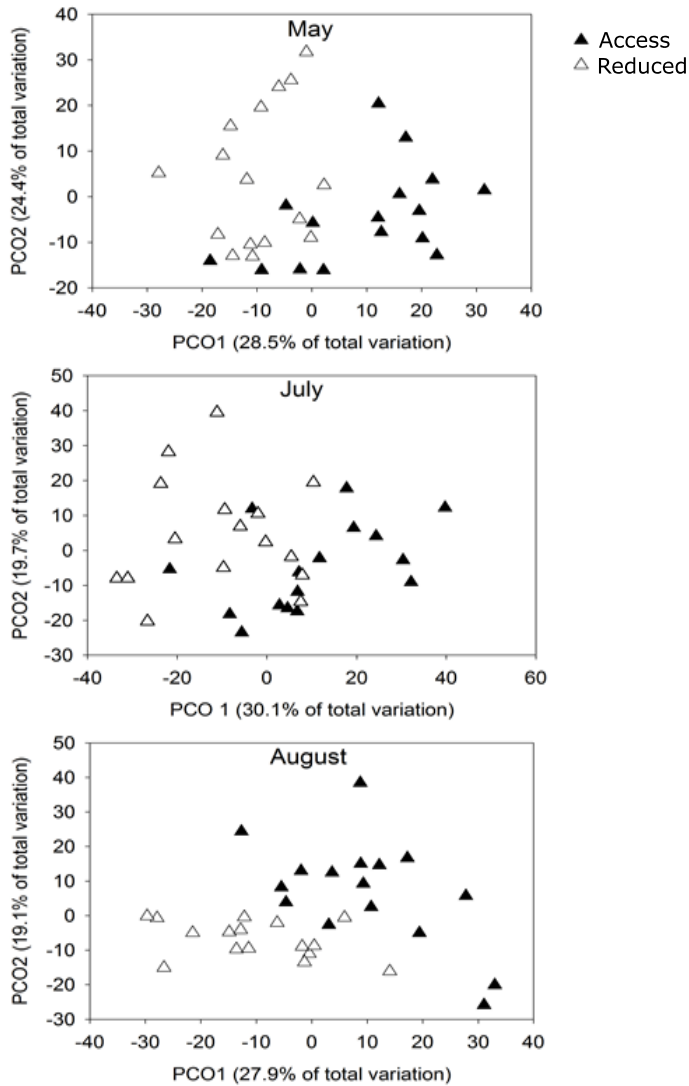 May
Access
Reduced
PCO2 (24.4% of total variation)
40
30
20
10
0
-10
-20
-40 -30 -20 -10 0 10 20 30 40
PCO1 (28.5% of total variation)
July
PCO2 (19.7% of total variation)
50
40
30
20
10
0
-10
-20
-30
-40 -20 0 20 40 60
PCO 1 (30.1% of total variation)
August
PCO2 (19.1% of total variation)
50
40
30
20
10
0
-10
-20
-30
-40 -30 -20 -10 0 10 20 30 40
PCO1 (27.9% of total variation)